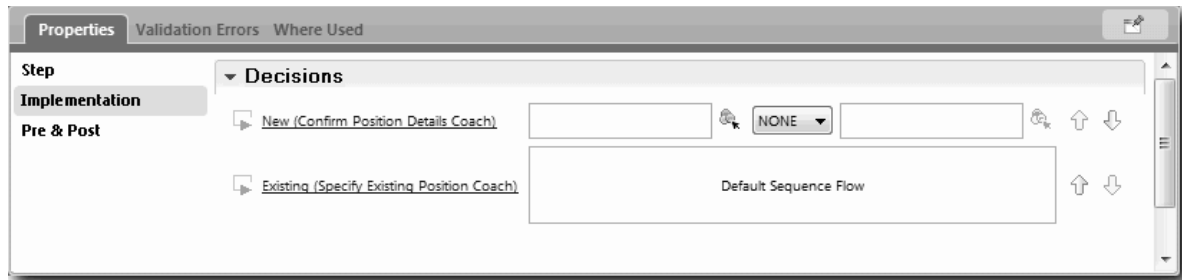 Properties Validation Errors Where Used
Step
Implementation
Pre & Post
Decisions
New (Confirm Position Details Coach) NONE
Existing (Specify Existing Position Coach) Default Sequence Flow